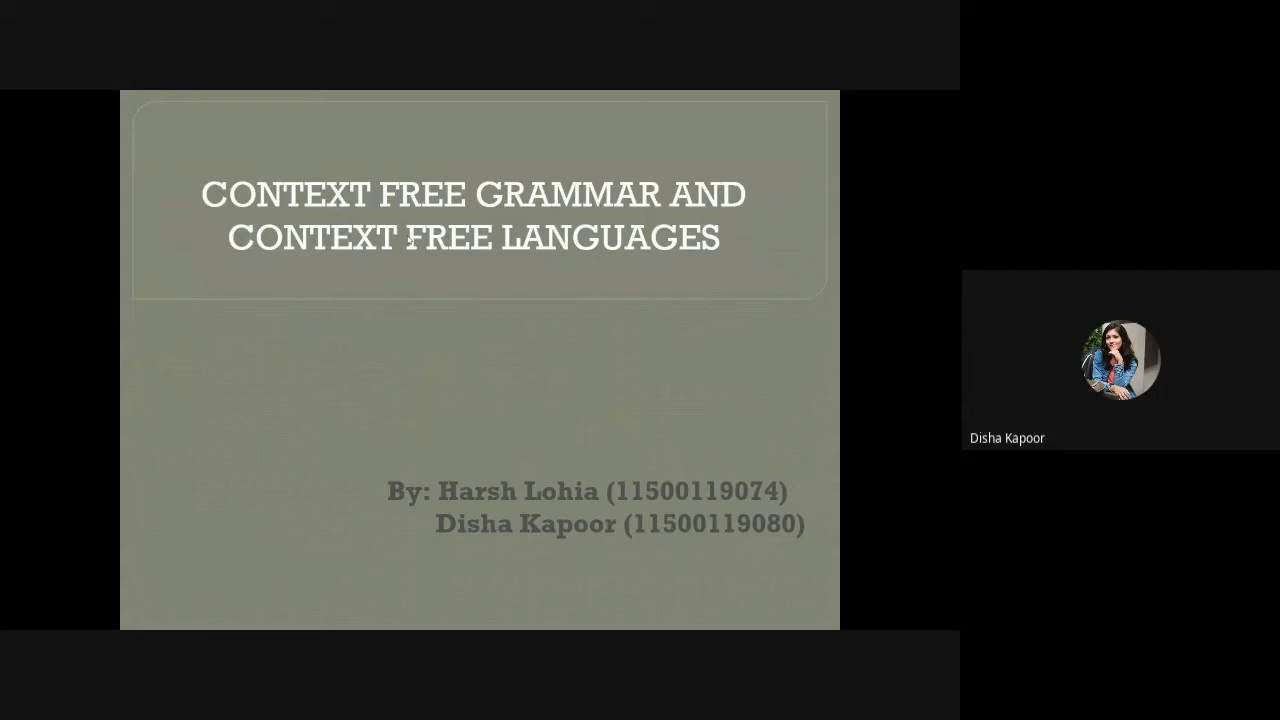 CONTEXT FREE GRAMMAR AND
CONTEXT FREE LANGUAGES
By: Harsh Lohia (11500119074)
Disha Kapoor (11500119080)
Disha Kapoor